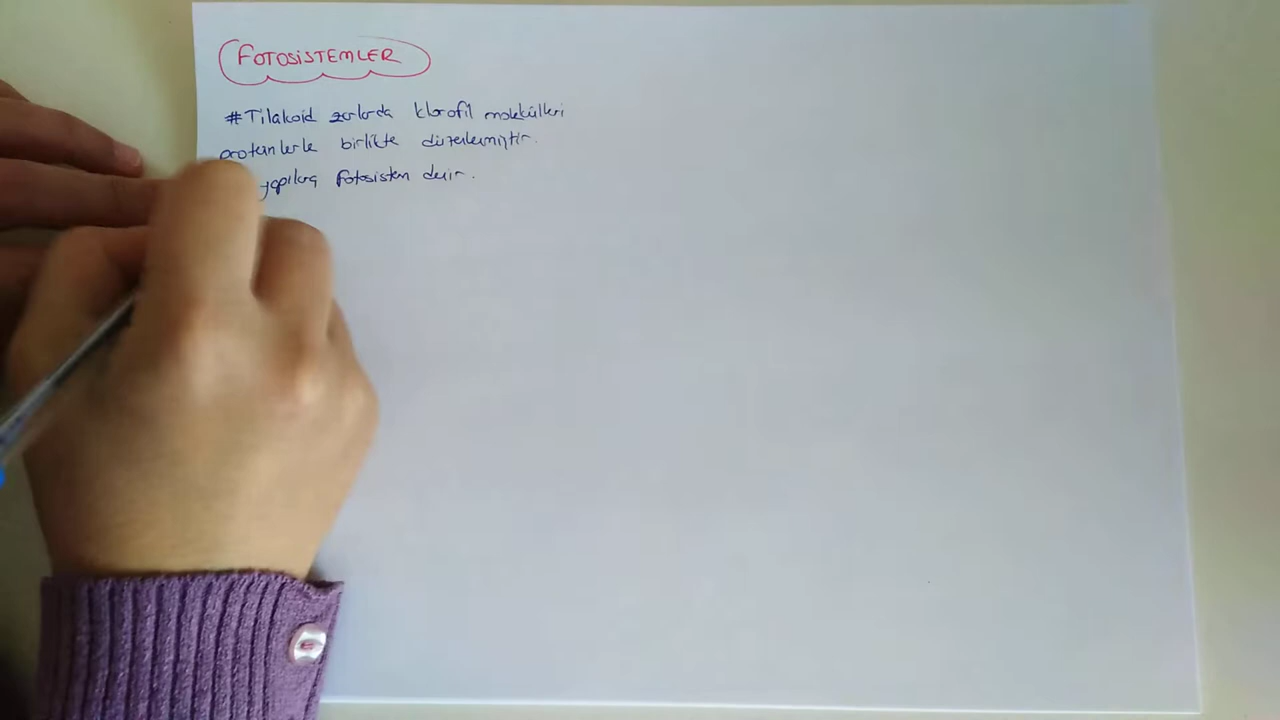 FOTOSİSTEMLER
#Tilakoid zarlarda klorofil molekülleri
proteinlerle birlikte düzenlenmiştir.
yapılara fotosistem denir.